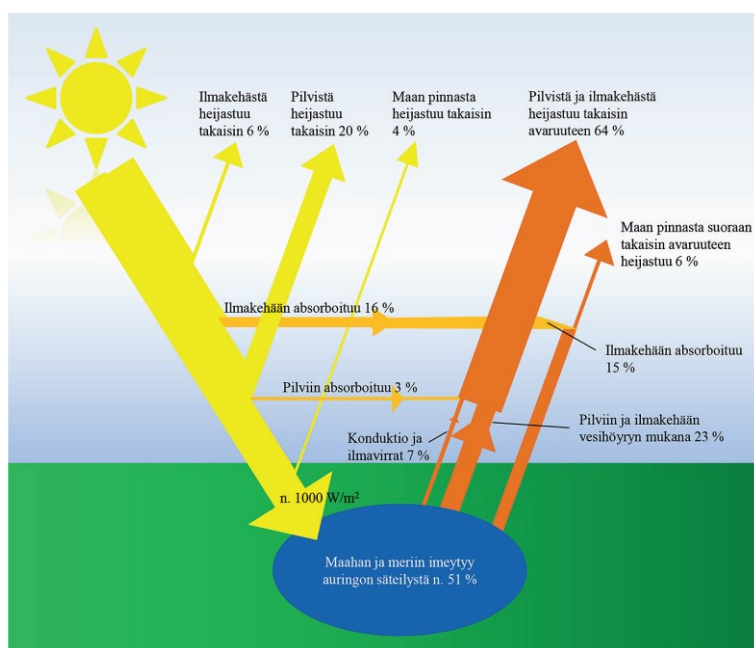 Ilmakehästä
heijastuu
takaisin 6 %
Pilvistä
heijastuu
takaisin 20 %
Maan pinnasta
heijastuu takaisin
4 %
Pilvistä ja ilmakehästä
heijastuu takaisin
avaruuteen 64 %
Maan pinnasta suoraan
takaisin avaruuteen
heijastuu 6 %
Ilmakehään absorboituu 16 %
Ilmakehään absorboituu
15 %
Pilviin absorboituu 3 %
Konduktio ja
ilmavirrat 7 %
Pilviin ja ilmakehään
vesihöyryn mukana 23 %
n. 1000 W/m²
Maahan ja meriin imeytyy
auringon säteilystä n. 51 %